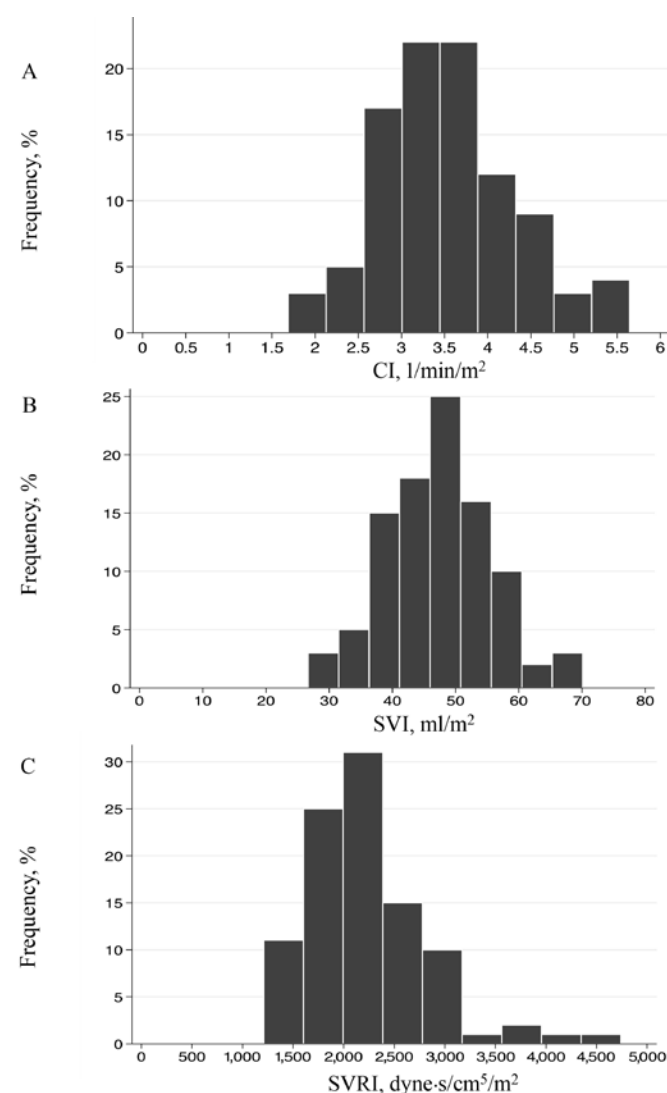 A
Frequency, %
20
15
10
5
0
0 0.5 1 1.5 2 2.5 3 3.5 4 4.5 5 5.5 6
CI, l/min/m²
B
Frequency, %
25
20
15
10
5
0
0 10 20 30 40 50 60 70 80
SVI, ml/m²
C
Frequency, %
30
25
20
15
10
5
0
0 500 1,000 1,500 2,000 2,500 3,000 3,500 4,000 4,500 5,000
SVRI, dyne·s/cm⁵/m²